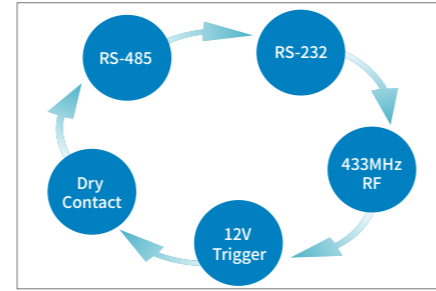 RS-485
RS-232
433MHz
RF
12V
Trigger
Dry
Contact